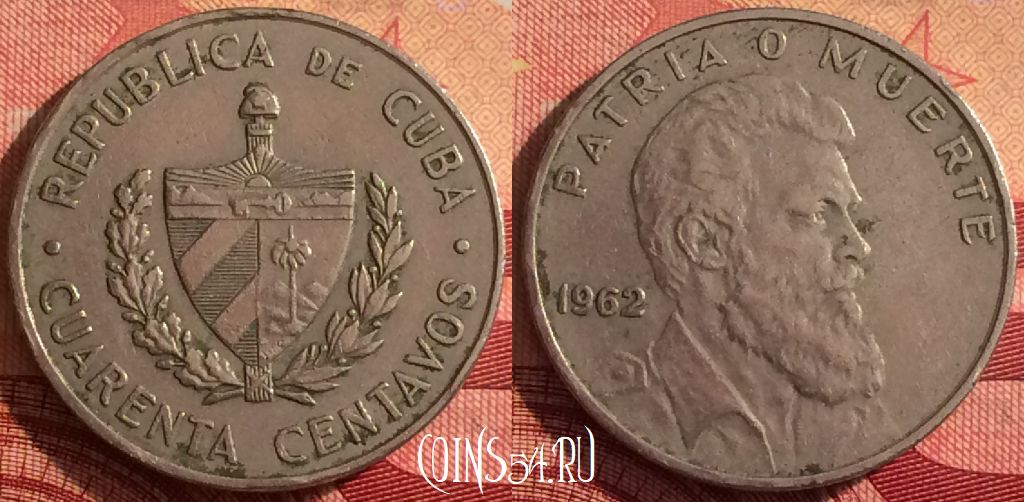 REPUBLICA DE CUBA
CUARENTA CENTAVOS
PATRIA O MUERTE
1962
COINS54.RU